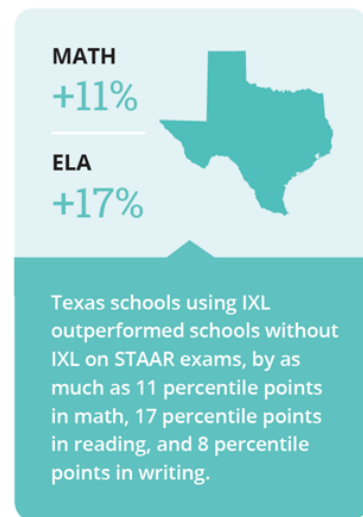 MATH
+11%
ELA
+17%
Texas schools using IXL
outperformed schools without
IXL on STAAR exams, by as
much as 11 percentile points
in math, 17 percentile points
in reading, and 8 percentile
points in writing.